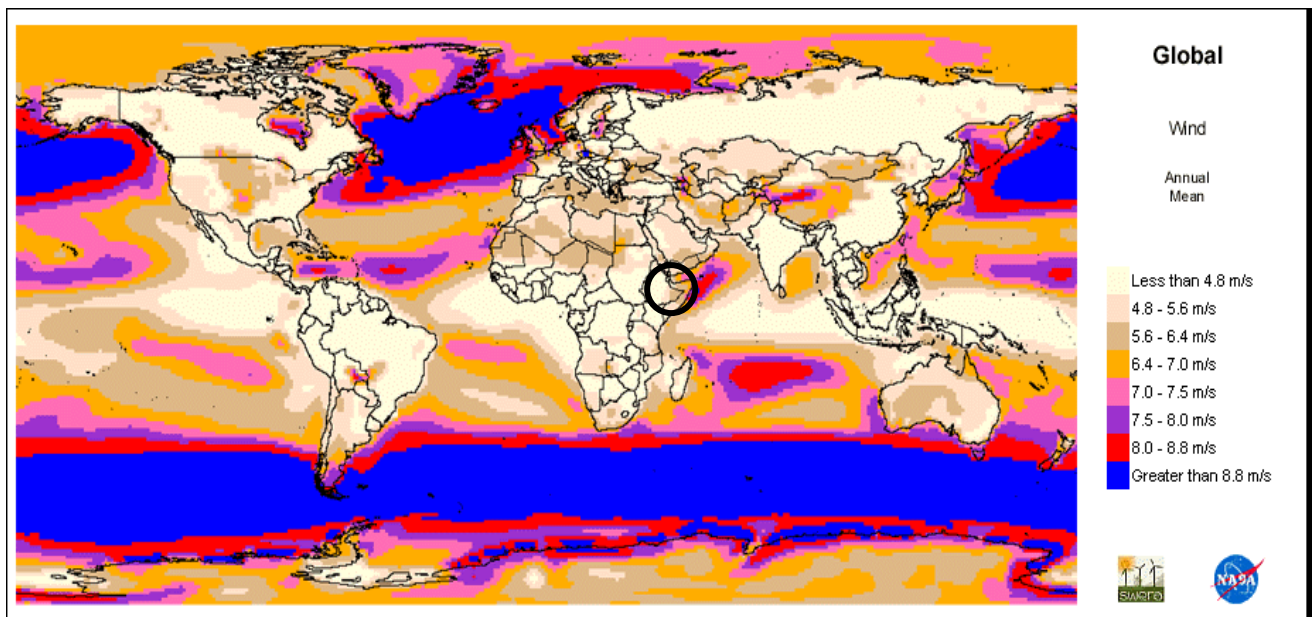 Global
Wind
Annual
Mean
Less than 4.8 m/s
4.8 - 5.6 m/s
5.6 - 6.4 m/s
6.4 - 7.0 m/s
7.0 - 7.5 m/s
7.5 - 8.0 m/s
8.0 - 8.8 m/s
Greater than 8.8 m/s
swera
NASA